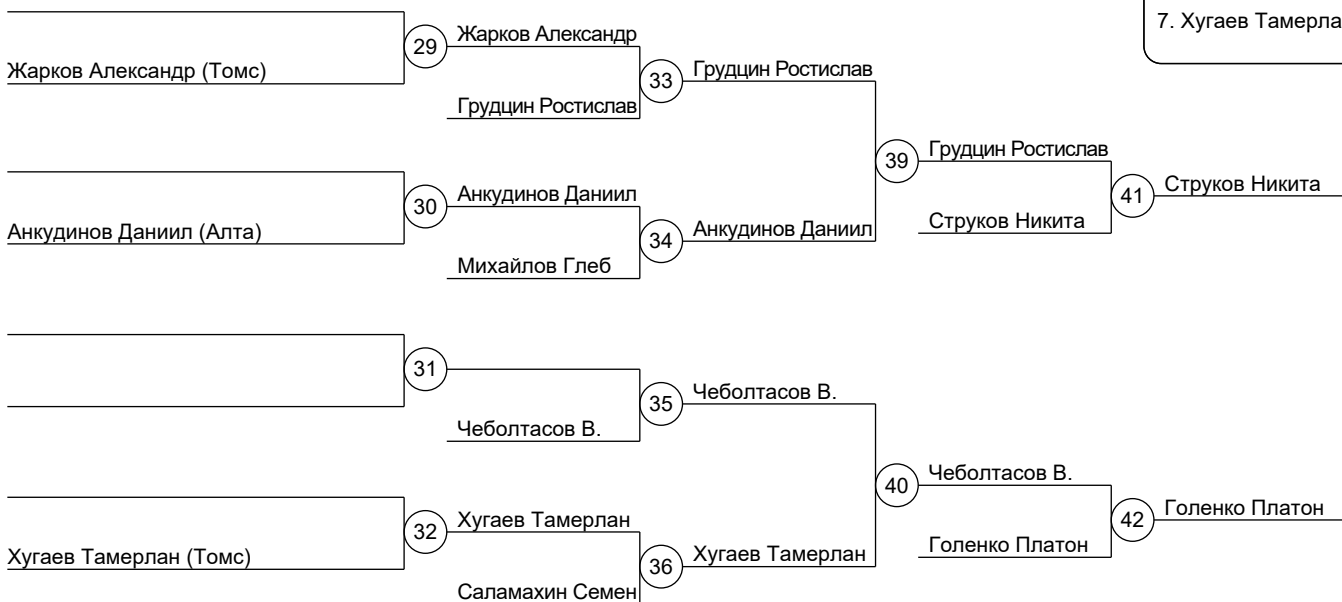 7. Хугаев Тамерла
29
Жарков Александр
Жарков Александр (Томс)
33
Грудцин Ростислав
Грудцин Ростислав
39
Грудцин Ростислав
30
Анкудинов Даниил
Анкудинов Даниил (Алта)
34
Анкудинов Даниил
Михайлов Глеб
41
Струков Никита
Струков Никита
31
35
Чеболтасов В.
Чеболтасов В.
40
Чеболтасов В.
32
Хугаев Тамерлан
Хугаев Тамерлан (Томс)
36
Хугаев Тамерлан
Саламахин Семен
42
Голенко Платон
Голенко Платон